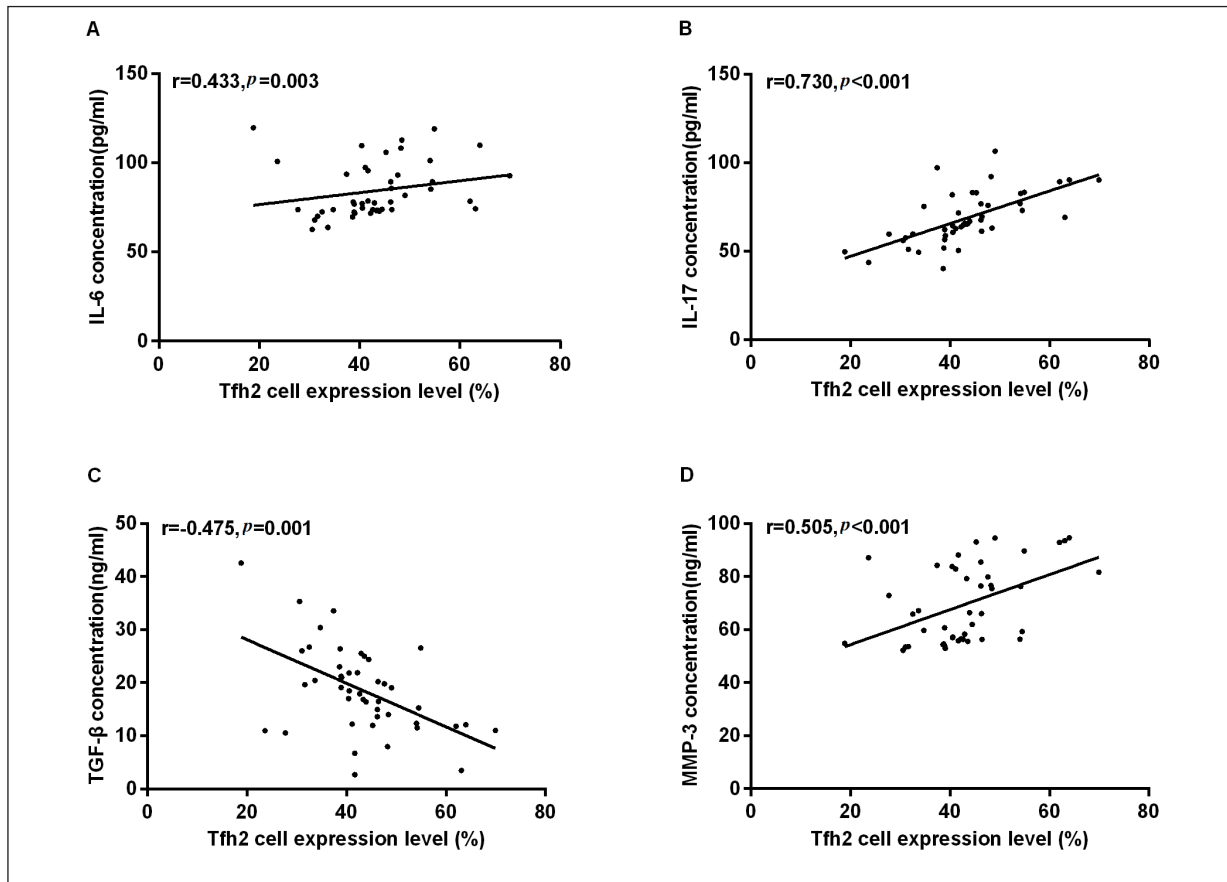 A
r=0.433, p=0.003
IL-6 concentration(pg/ml)
150
100
50
0
0 20 40 60 80
Tfh2 cell expression level (%)
B
r=0.730, p<0.001
IL-17 concentration(pg/ml)
150
100
50
0
0 20 40 60 80
Tfh2 cell expression level (%)
C
r=-0.475, p=0.001
TGF-β concentration(ng/ml)
50
40
30
20
10
0
0 20 40 60 80
Tfh2 cell expression level (%)
D
r=0.505, p<0.001
MMP-3 concentration(ng/ml)
100
80
60
40
20
0
0 20 40 60 80
Tfh2 cell expression level (%)